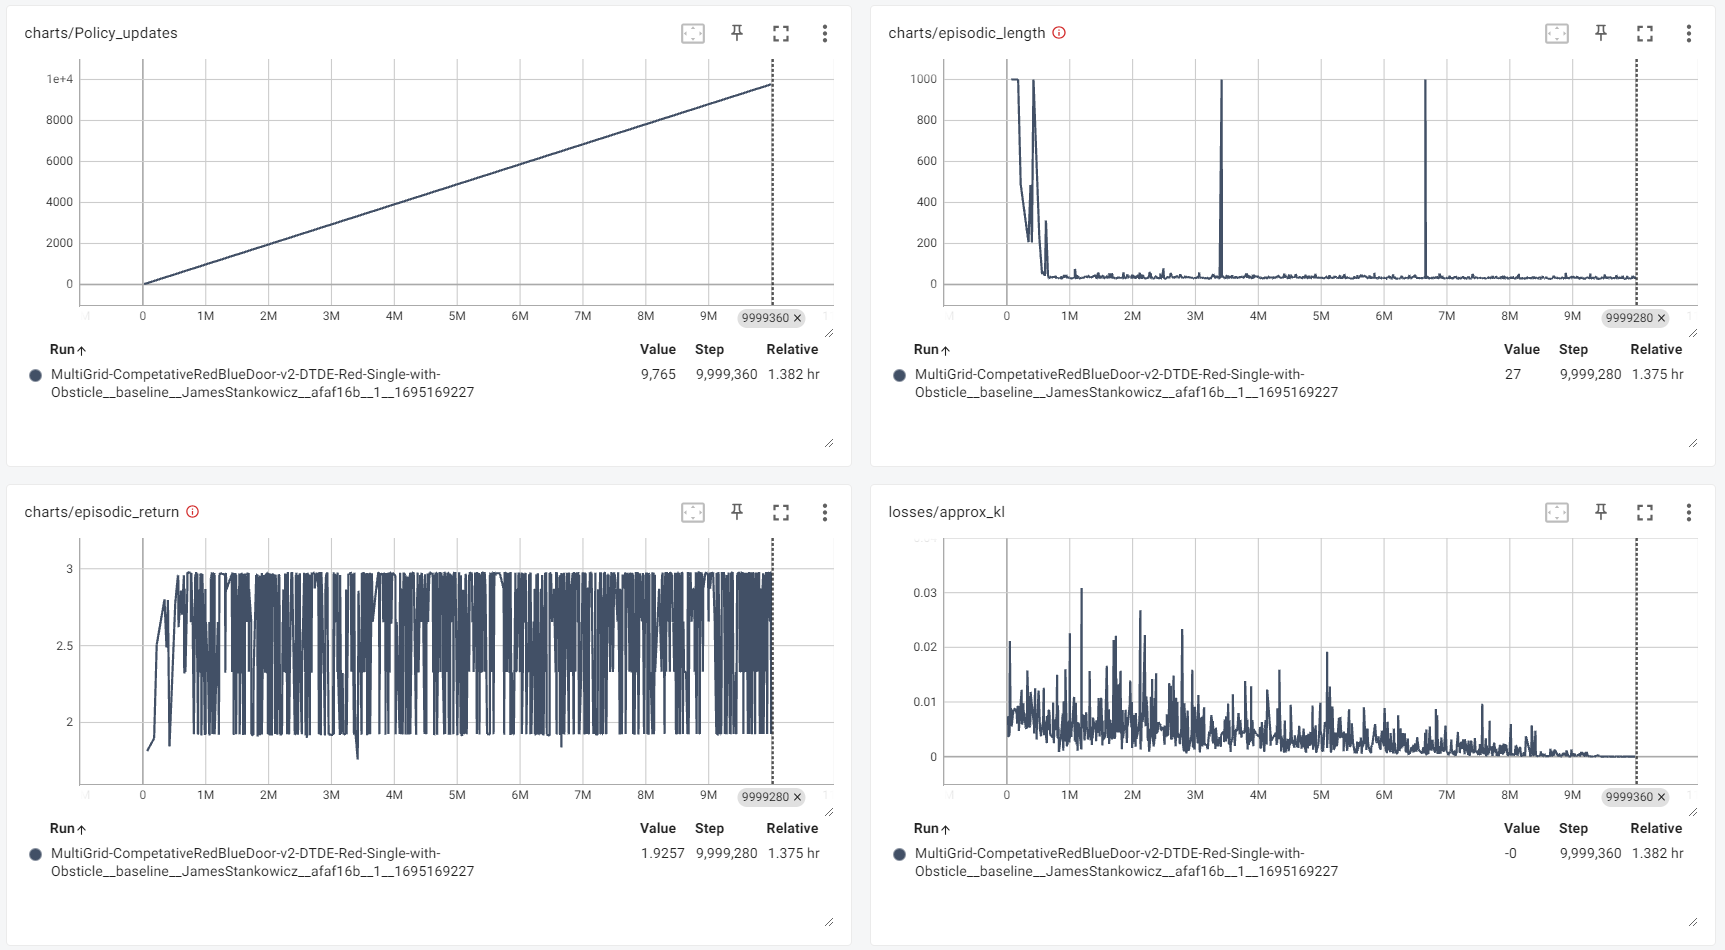 charts/Policy_updates
1e+4
8000
6000
4000
2000
0
0 1M 2M 3M 4M 5M 6M 7M 8M 9M 9999360 ×
Run↑ Value Step Relative
MultiGrid-CompetativeRedBlueDoor-v2-DTDE-Red-Single-with- 9,765 9,999,360 1.382 hr
Obsticle__baseline__JamesStankowicz__afaf16b__1__1695169227
charts/episodic_length
1000
800
600
400
200
0
0 1M 2M 3M 4M 5M 6M 7M 8M 9M 9999280 ×
Run↑ Value Step Relative
MultiGrid-CompetativeRedBlueDoor-v2-DTDE-Red-Single-with- 27 9,999,280 1.375 hr
Obsticle__baseline__JamesStankowicz__afaf16b__1__1695169227
charts/episodic_return
3
2.5
2
0 1M 2M 3M 4M 5M 6M 7M 8M 9M 9999280 ×
Run↑ Value Step Relative
MultiGrid-CompetativeRedBlueDoor-v2-DTDE-Red-Single-with- 1.9257 9,999,280 1.375 hr
Obsticle__baseline__JamesStankowicz__afaf16b__1__1695169227
losses/approx_kl
0.03
0.02
0.01
0
0 1M 2M 3M 4M 5M 6M 7M 8M 9M 9999360 ×
Run↑ Value Step Relative
MultiGrid-CompetativeRedBlueDoor-v2-DTDE-Red-Single-with- -0 9,999,360 1.382 hr
Obsticle__baseline__JamesStankowicz__afaf16b__1__1695169227